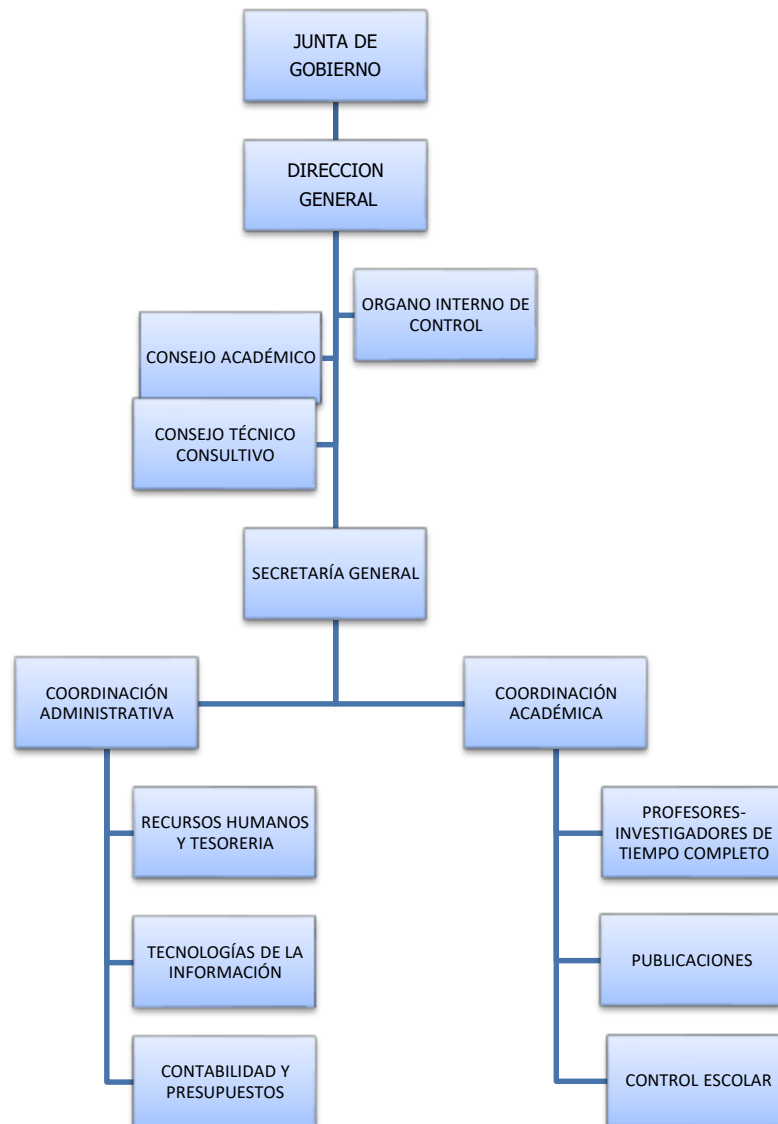 JUNTA DE
GOBIERNO
DIRECCION
GENERAL
ORGANO INTERNO DE
CONTROL
CONSEJO ACADÉMICO
CONSEJO TÉCNICO
CONSULTIVO
SECRETARÍA GENERAL
COORDINACIÓN
ADMINISTRATIVA
COORDINACIÓN
ACADÉMICA
RECURSOS HUMANOS
Y TESORERIA
PROFESORES-
INVESTIGADORES DE
TIEMPO COMPLETO
TECNOLOGÍAS DE LA
INFORMACIÓN
PUBLICACIONES
CONTABILIDAD Y
PRESUPUESTOS
CONTROL ESCOLAR